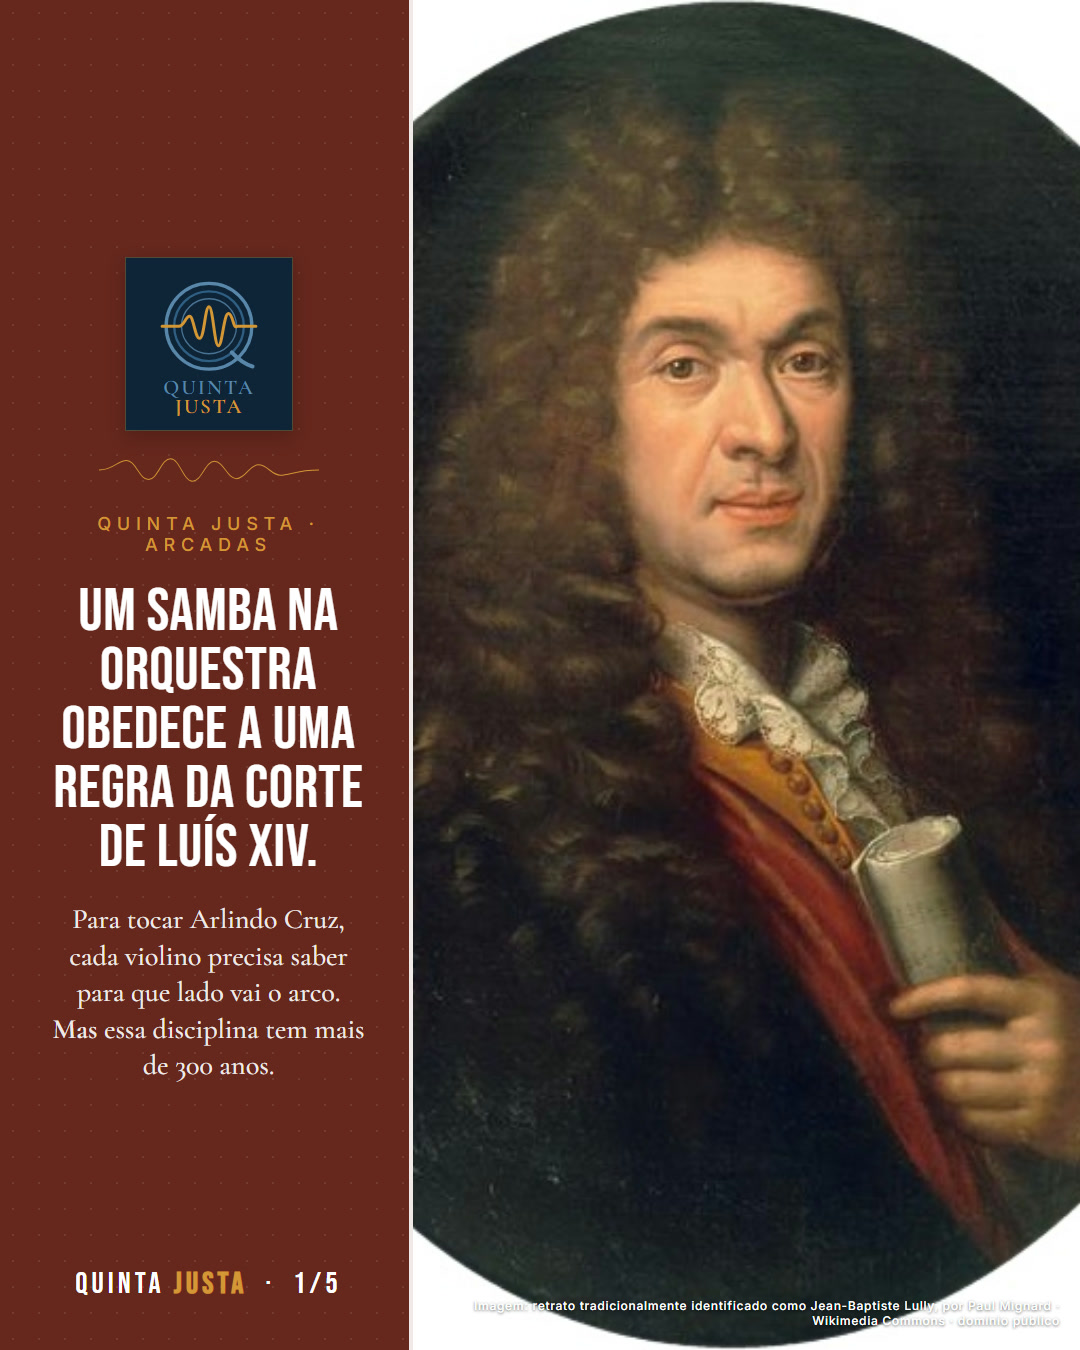 QUINTA
JUSTA
QUINTA JUSTA ·
ARCADAS
UM SAMBA NA
ORQUESTRA
OBEDECE A UMA
REGRA DA CORTE
DE LUÍS XIV.
Para tocar Arlindo Cruz,
cada violino precisa saber
para que lado vai o arco.
Mas essa disciplina tem mais
de 300 anos.
QUINTA JUSTA · 1/5
Imagem: retrato tradicionalmente identificado como Jean-Baptiste Lully, por Paul Mignard ·
Wikimedia Commons · domínio público